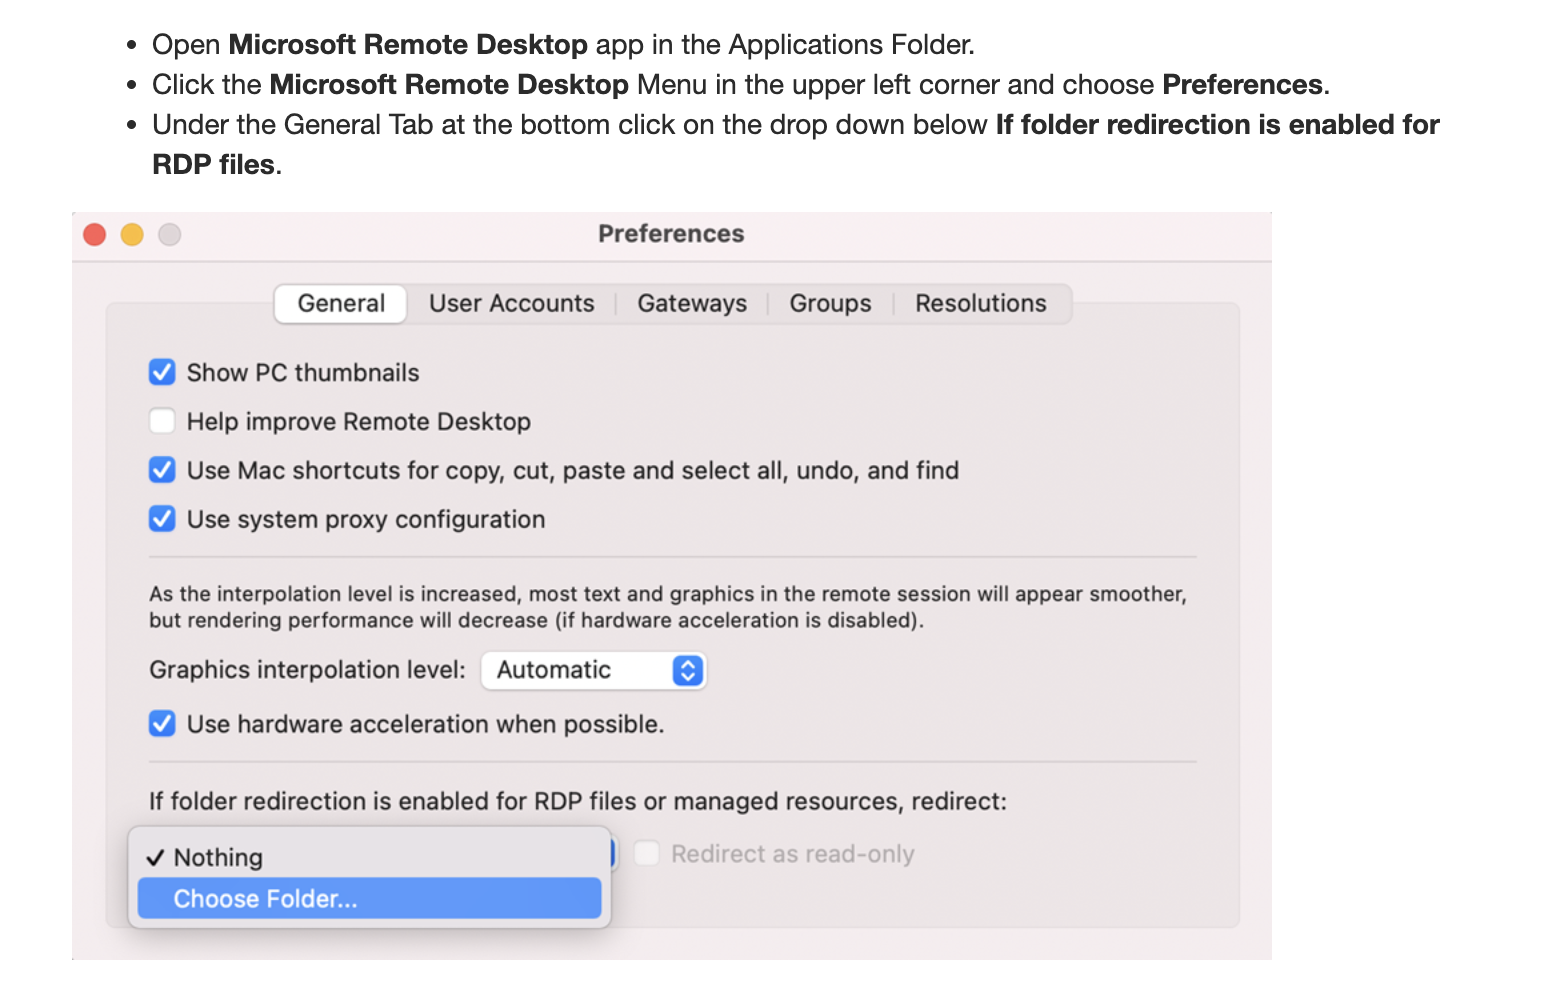 • Open Microsoft Remote Desktop app in the Applications Folder.
• Click the Microsoft Remote Desktop Menu in the upper left corner and choose Preferences.
• Under the General Tab at the bottom click on the drop down below If folder redirection is enabled for
RDP files.
Preferences
General User Accounts Gateways Groups Resolutions
Show PC thumbnails
Help improve Remote Desktop
Use Mac shortcuts for copy, cut, paste and select all, undo, and find
Use system proxy configuration
As the interpolation level is increased, most text and graphics in the remote session will appear smoother,
but rendering performance will decrease (if hardware acceleration is disabled).
Graphics interpolation level: Automatic
Use hardware acceleration when possible.
If folder redirection is enabled for RDP files or managed resources, redirect:
✓ Nothing Redirect as read-only
Choose Folder...